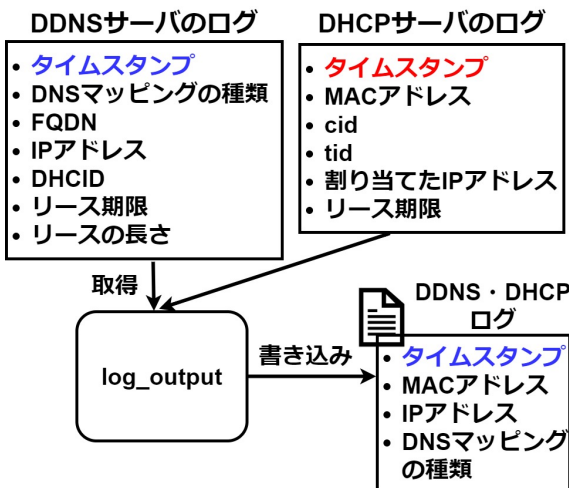 DDNSサーバのログ
• タイムスタンプ
• DNSマッピングの種類
• FQDN
• IPアドレス
• DHCID
• リース期限
• リースの長さ
DHCPサーバのログ
• タイムスタンプ
• MACアドレス
• cid
• tid
• 割り当てたIPアドレス
• リース期限
取得
log_output
書き込み
DDNS・DHCP
ログ
• タイムスタンプ
• MACアドレス
• IPアドレス
• DNSマッピング
の種類